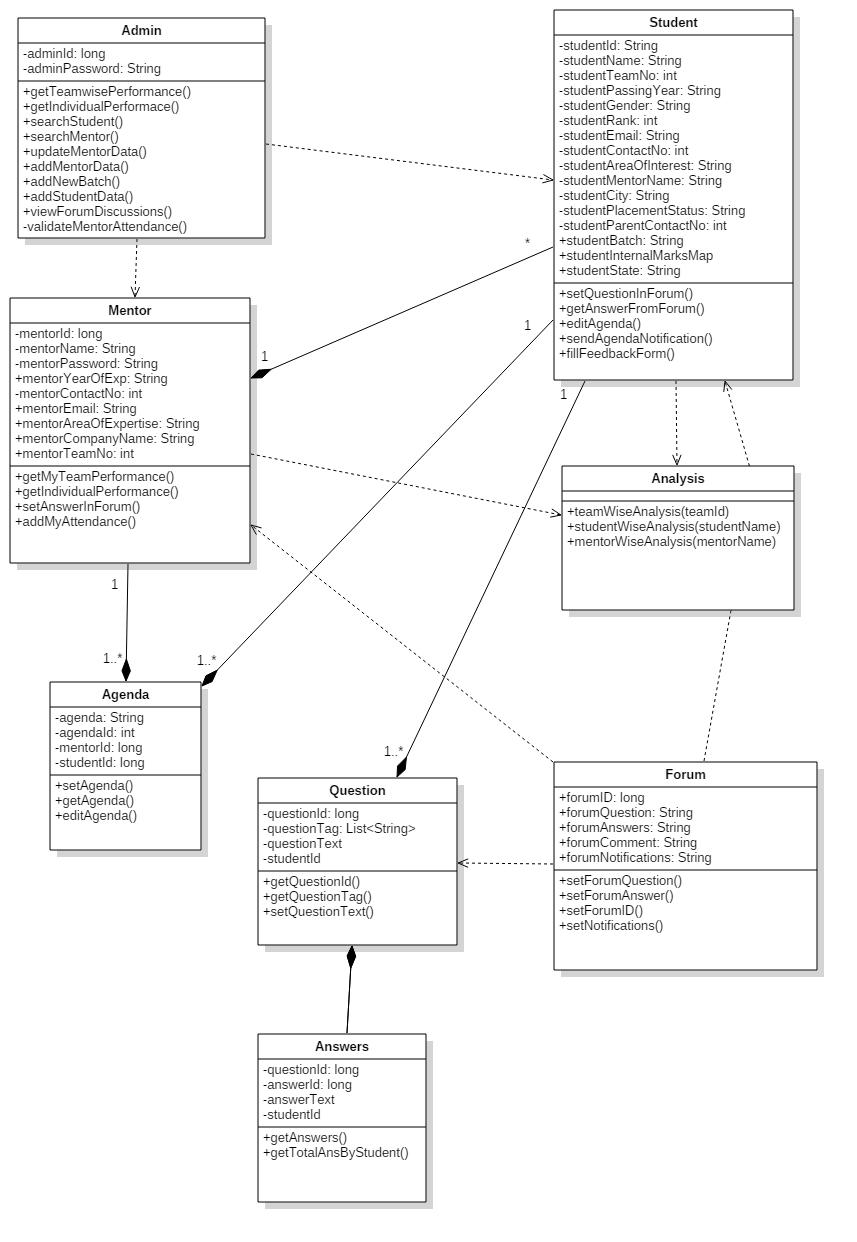 Admin
-adminId: long
-adminPassword: String
+getTeamwisePerformance()
+getIndividualPerformace()
+searchStudent()
+searchMentor()
+updateMentorData()
+addMentorData()
+addNewBatch()
+addStudentData()
+viewForumDiscussions()
-validateMentorAttendance()
Student
-studentId: String
-studentName: String
-studentTeamNo: int
-studentPassingYear: String
-studentGender: String
-studentRank: int
-studentEmail: String
-studentContactNo: int
-studentAreaOfInterest: String
-studentMentorName: String
-studentCity: String
-studentPlacementStatus: String
-studentParentContactNo: int
+studentBatch: String
+studentInternalMarksMap
+studentState: String
+setQuestionInForum()
+getAnswerFromForum()
+editAgenda()
+sendAgendaNotification()
+fillFeedbackForm()
*
1
1
1
Mentor
-mentorId: long
-mentorName: String
-mentorPassword: String
+mentorYearOfExp: String
-mentorContactNo: int
+mentorEmail: String
+mentorAreaOfExpertise: String
+mentorCompanyName: String
+mentorTeamNo: int
+getMyTeamPerformance()
+getIndividualPerformance()
+setAnswerInForum()
+addMyAttendance()
Analysis
+teamWiseAnalysis(teamId)
+studentWiseAnalysis(studentName)
+mentorWiseAnalysis(mentorName)
1
1..*
1..*
Agenda
-agenda: String
-agendaId: int
-mentorId: long
-studentId: long
+setAgenda()
+getAgenda()
+editAgenda()
1..*
Question
-questionId: long
-questionTag: List<String>
-questionText
-studentId
+getQuestionId()
+getQuestionTag()
+setQuestionText()
Forum
+forumID: long
+forumQuestion: String
+forumAnswers: String
+forumComment: String
+forumNotifications: String
+setForumQuestion()
+setForumAnswer()
+setForumID()
+setNotifications()
Answers
-questionId: long
-answerId: long
-answerText
-studentId
+getAnswers()
+getTotalAnsByStudent()